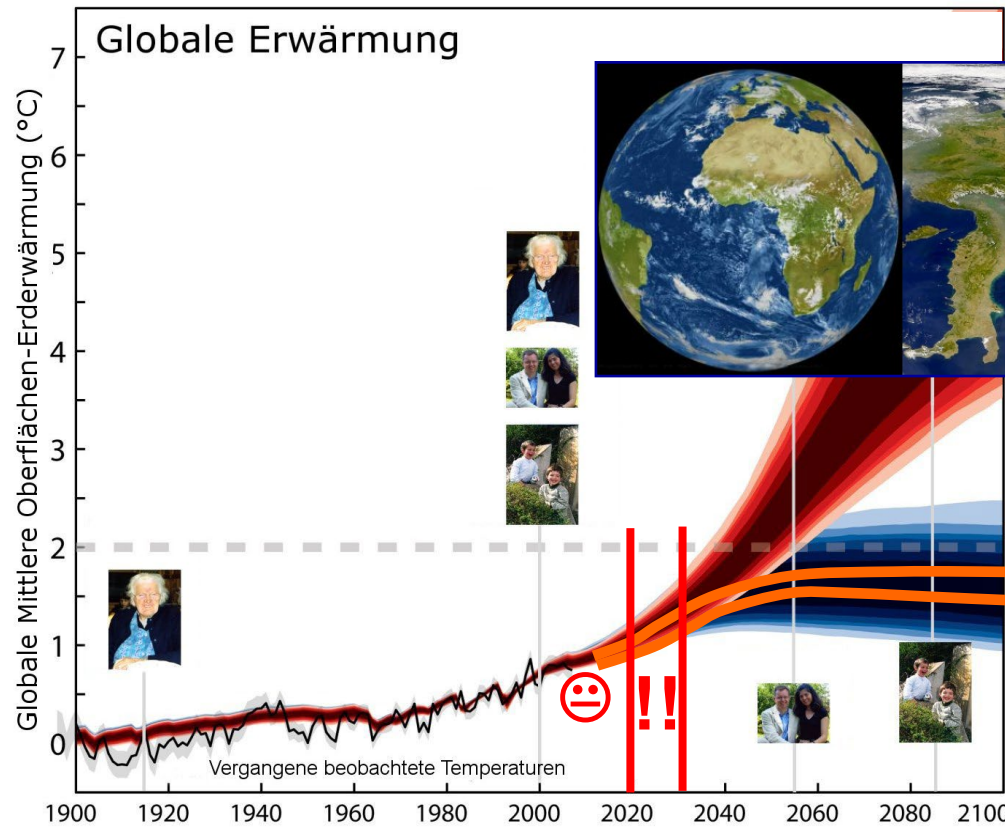 Globale Erwärmung
Globale Mittlere Oberflächen-Erderwärmung (°C)
7
6
5
4
3
2
1
0
!!
Vergangene beobachtete Temperaturen
1900 1920 1940 1960 1980 2000 2020 2040 2060 2080 2100